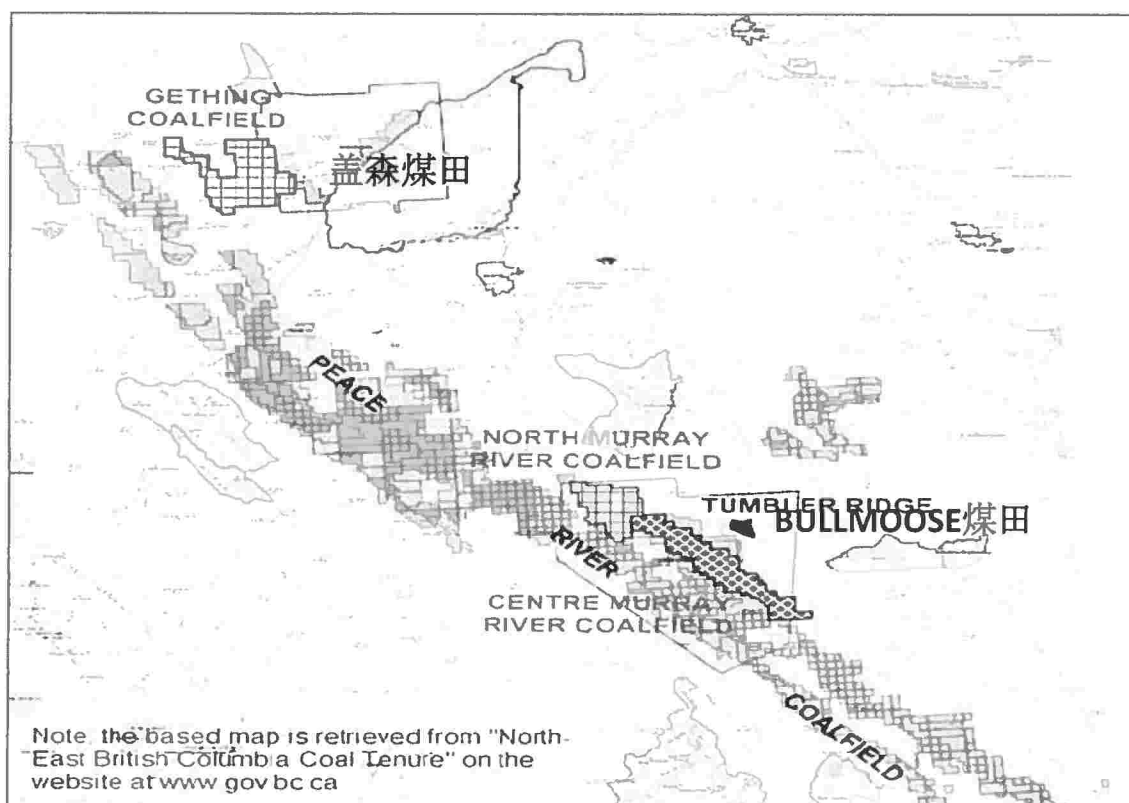 GETHING
COALFIELD
盖森煤田
PEACE
NORTH MURRAY
RIVER COALFIELD
TUMBLER RIDGE
BULLMOOSE煤田
RIVER
CENTRE MURRAY
RIVER COALFIELD
COALFIELD
Note, the based map is retrieved from "North-
East British Columbia Coal Tenure" on the
website at www gov bc ca